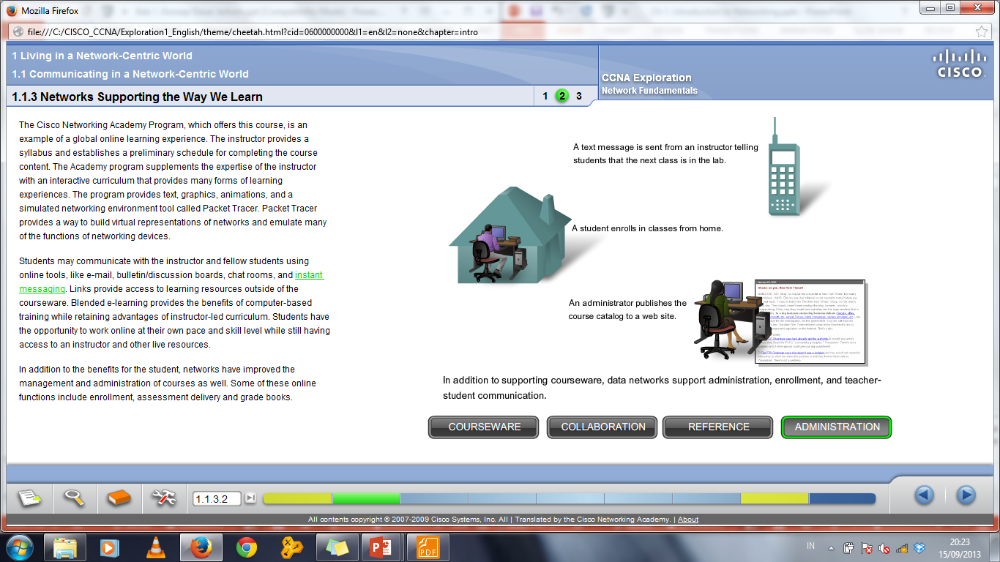 Mozilla Firefox
file:///C:/CISCO_CCNA/Exploration1_English/theme/cheetah.html?cid=0600000000&l1=en&l2=none&chapter=intro
1 Living in a Network-Centric World
1.1 Communicating in a Network-Centric World
CCNA Exploration
Network Fundamentals
CISCO
1.1.3 Networks Supporting the Way We Learn
1 2 3
The Cisco Networking Academy Program, which offers this course, is an
example of a global online learning experience. The instructor provides a
syllabus and establishes a preliminary schedule for completing the course
content. The Academy program supplements the expertise of the instructor
with an interactive curriculum that provides many forms of learning
experiences. The program provides text, graphics, animations, and a
simulated networking environment tool called Packet Tracer. Packet Tracer
provides a way to build virtual representations of networks and emulate many
of the functions of networking devices.
Students may communicate with the instructor and fellow students using
online tools, like e-mail, bulletin/discussion boards, chat rooms, and instant
messaging. Links provide access to learning resources outside of the
courseware. Blended e-learning provides the benefits of computer-based
training while retaining advantages of instructor-led curriculum. Students have
the opportunity to work online at their own pace and skill level while still having
access to an instructor and other live resources.
In addition to the benefits for the student, networks have improved the
management and administration of courses as well. Some of these online
functions include enrollment, assessment delivery and grade books.
A text message is sent from an instructor telling
students that the next class is in the lab.
A student enrolls in classes from home.
An administrator publishes the
course catalog to a web site.
In addition to supporting courseware, data networks support administration, enrollment, and teacher-
student communication.
COURSEWARE
COLLABORATION
REFERENCE
ADMINISTRATION
1.1.3.2
All contents copyright © 2007-2009 Cisco Systems, Inc. All | Translated by the Cisco Networking Academy. | About
PDF
IN
20:23
15/09/2013